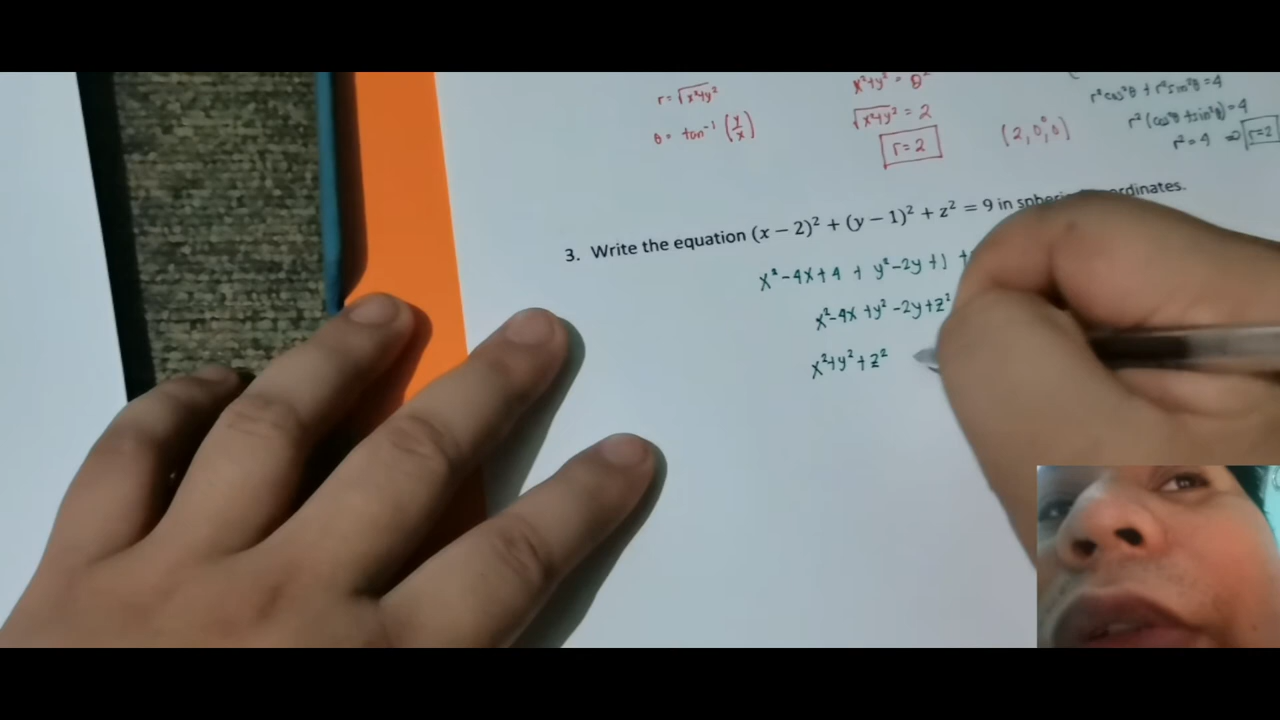 r = √x²+y²
θ = tan⁻¹ (y/x)
x²+y² =
√x²+y² = 2
r = 2
(2, 0, 0)
r²cos²θ + r²sin²θ = 4
r² (cos²θ + sin²θ) = 4
r² = 4 ⇒ r=2
3. Write the equation (x − 2)² + (y − 1)² + z² = 9 in
x² - 4x + 4 + y² - 2y + 1 +
x² - 4x + y² - 2y + z²
x² + y² + z²